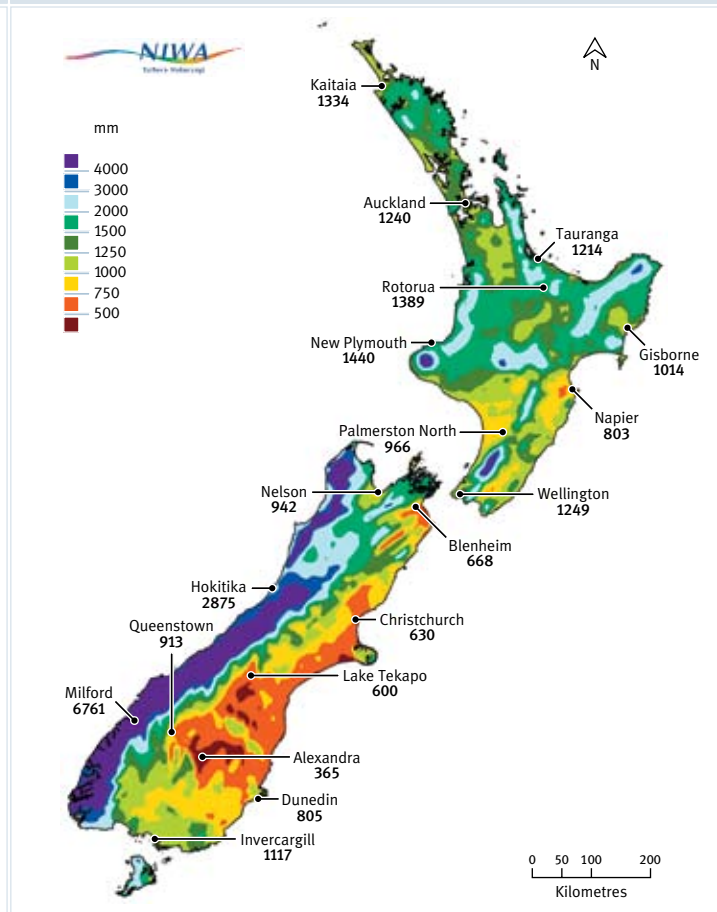 NIWA
Taihoro Nukurangi
N
mm
4000
3000
2000
1500
1250
1000
750
500
Kaitaia
1334
Auckland
1240
Tauranga
1214
Rotorua
1389
New Plymouth
1440
Gisborne
1014
Napier
803
Palmerston North
966
Nelson
942
Wellington
1249
Blenheim
668
Hokitika
2875
Christchurch
630
Queenstown
913
Lake Tekapo
600
Milford
6761
Alexandra
365
Dunedin
805
Invercargill
1117
0 50 100 200
Kilometres